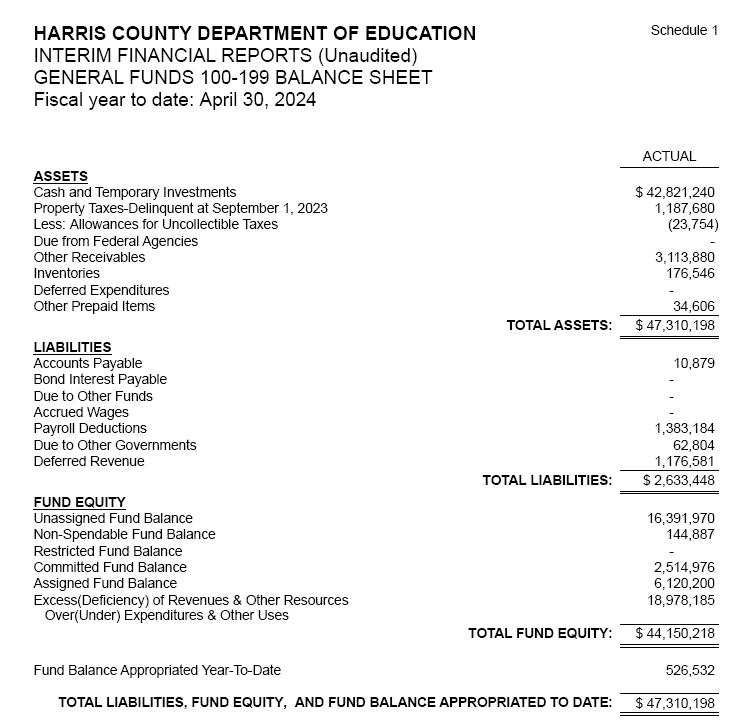 HARRIS COUNTY DEPARTMENT OF EDUCATION Schedule 1
INTERIM FINANCIAL REPORTS (Unaudited)
GENERAL FUNDS 100-199 BALANCE SHEET
Fiscal year to date: April 30, 2024
ACTUAL
ASSETS
Cash and Temporary Investments $ 42,821,240
Property Taxes-Delinquent at September 1, 2023 1,187,680
Less: Allowances for Uncollectible Taxes (23,754)
Due from Federal Agencies -
Other Receivables 3,113,880
Inventories 176,546
Deferred Expenditures -
Other Prepaid Items 34,606
TOTAL ASSETS: $ 47,310,198
LIABILITIES
Accounts Payable 10,879
Bond Interest Payable -
Due to Other Funds -
Accrued Wages -
Payroll Deductions 1,383,184
Due to Other Governments 62,804
Deferred Revenue 1,176,581
TOTAL LIABILITIES: $ 2,633,448
FUND EQUITY
Unassigned Fund Balance 16,391,970
Non-Spendable Fund Balance 144,887
Restricted Fund Balance -
Committed Fund Balance 2,514,976
Assigned Fund Balance 6,120,200
Excess(Deficiency) of Revenues & Other Resources 18,978,185
Over(Under) Expenditures & Other Uses
TOTAL FUND EQUITY: $ 44,150,218
Fund Balance Appropriated Year-To-Date 526,532
TOTAL LIABILITIES, FUND EQUITY, AND FUND BALANCE APPROPRIATED TO DATE: $ 47,310,198